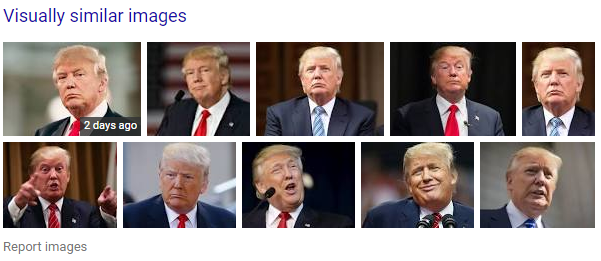 Visually similar images
2 days ago
Report images